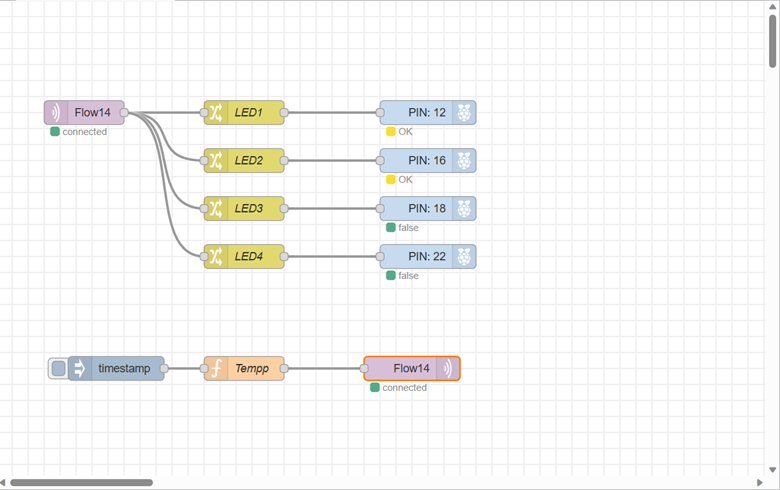 Flow14
connected
LED1
PIN: 12
OK
LED2
PIN: 16
OK
LED3
PIN: 18
false
LED4
PIN: 22
false
timestamp
Tempp
Flow14
connected